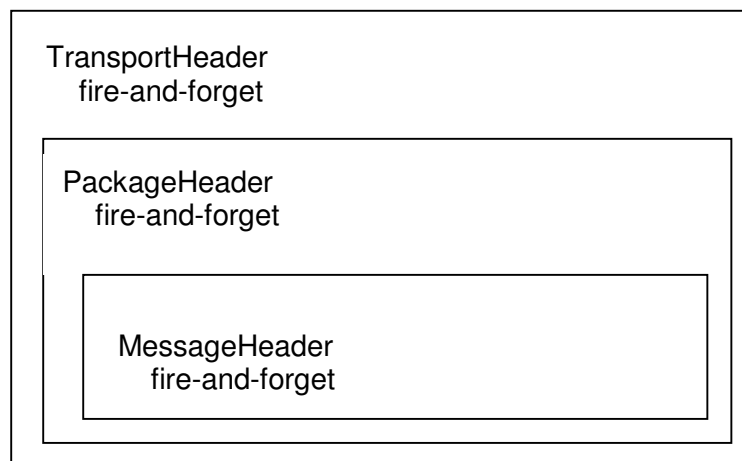 TransportHeader
fire-and-forget
PackageHeader
fire-and-forget
MessageHeader
fire-and-forget